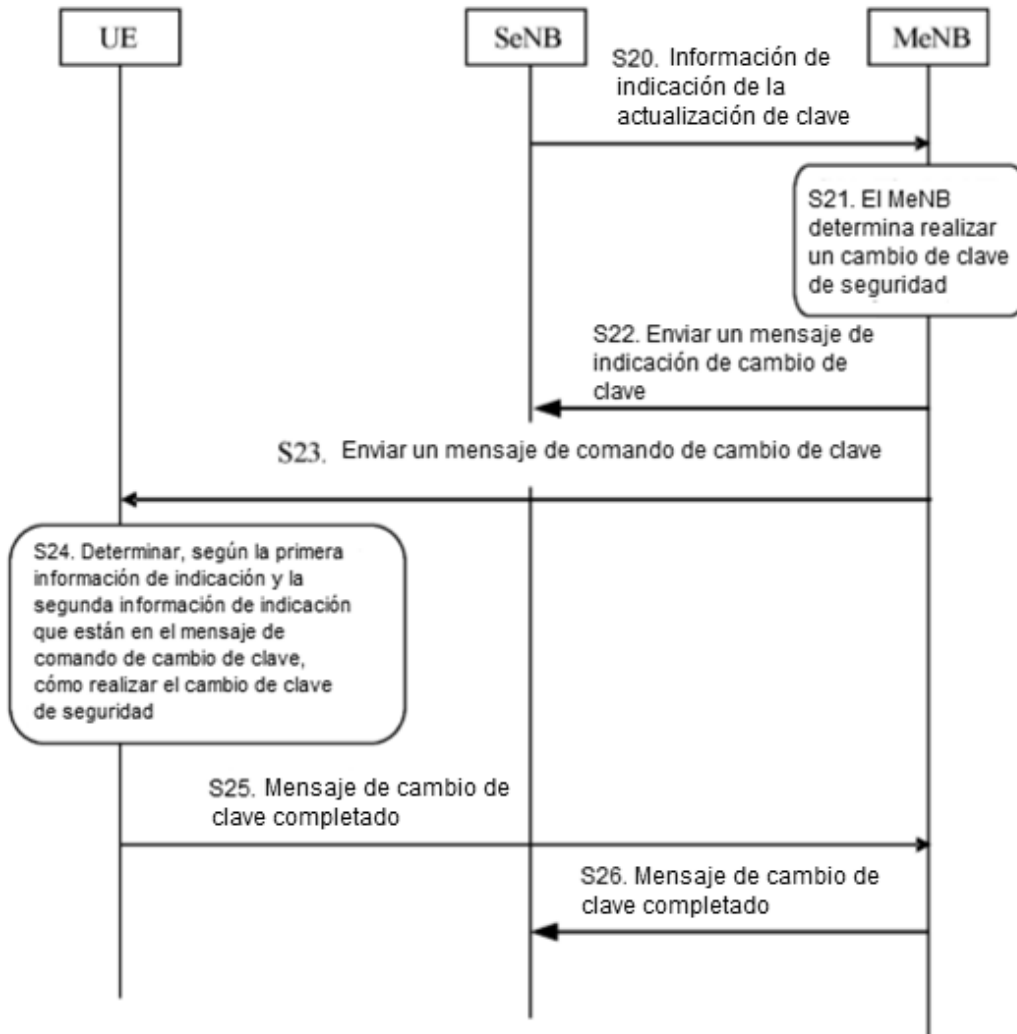 UE
SeNB
MeNB
S20. Información de
indicación de la
actualización de clave
S21. El MeNB
determina realizar
un cambio de clave
de seguridad
S22. Enviar un mensaje de
indicación de cambio de
clave
S23. Enviar un mensaje de comando de cambio de clave
S24. Determinar, según la primera
información de indicación y la
segunda información de indicación
que están en el mensaje de
comando de cambio de clave,
cómo realizar el cambio de clave
de seguridad
S25. Mensaje de cambio de
clave completado
S26. Mensaje de cambio de
clave completado